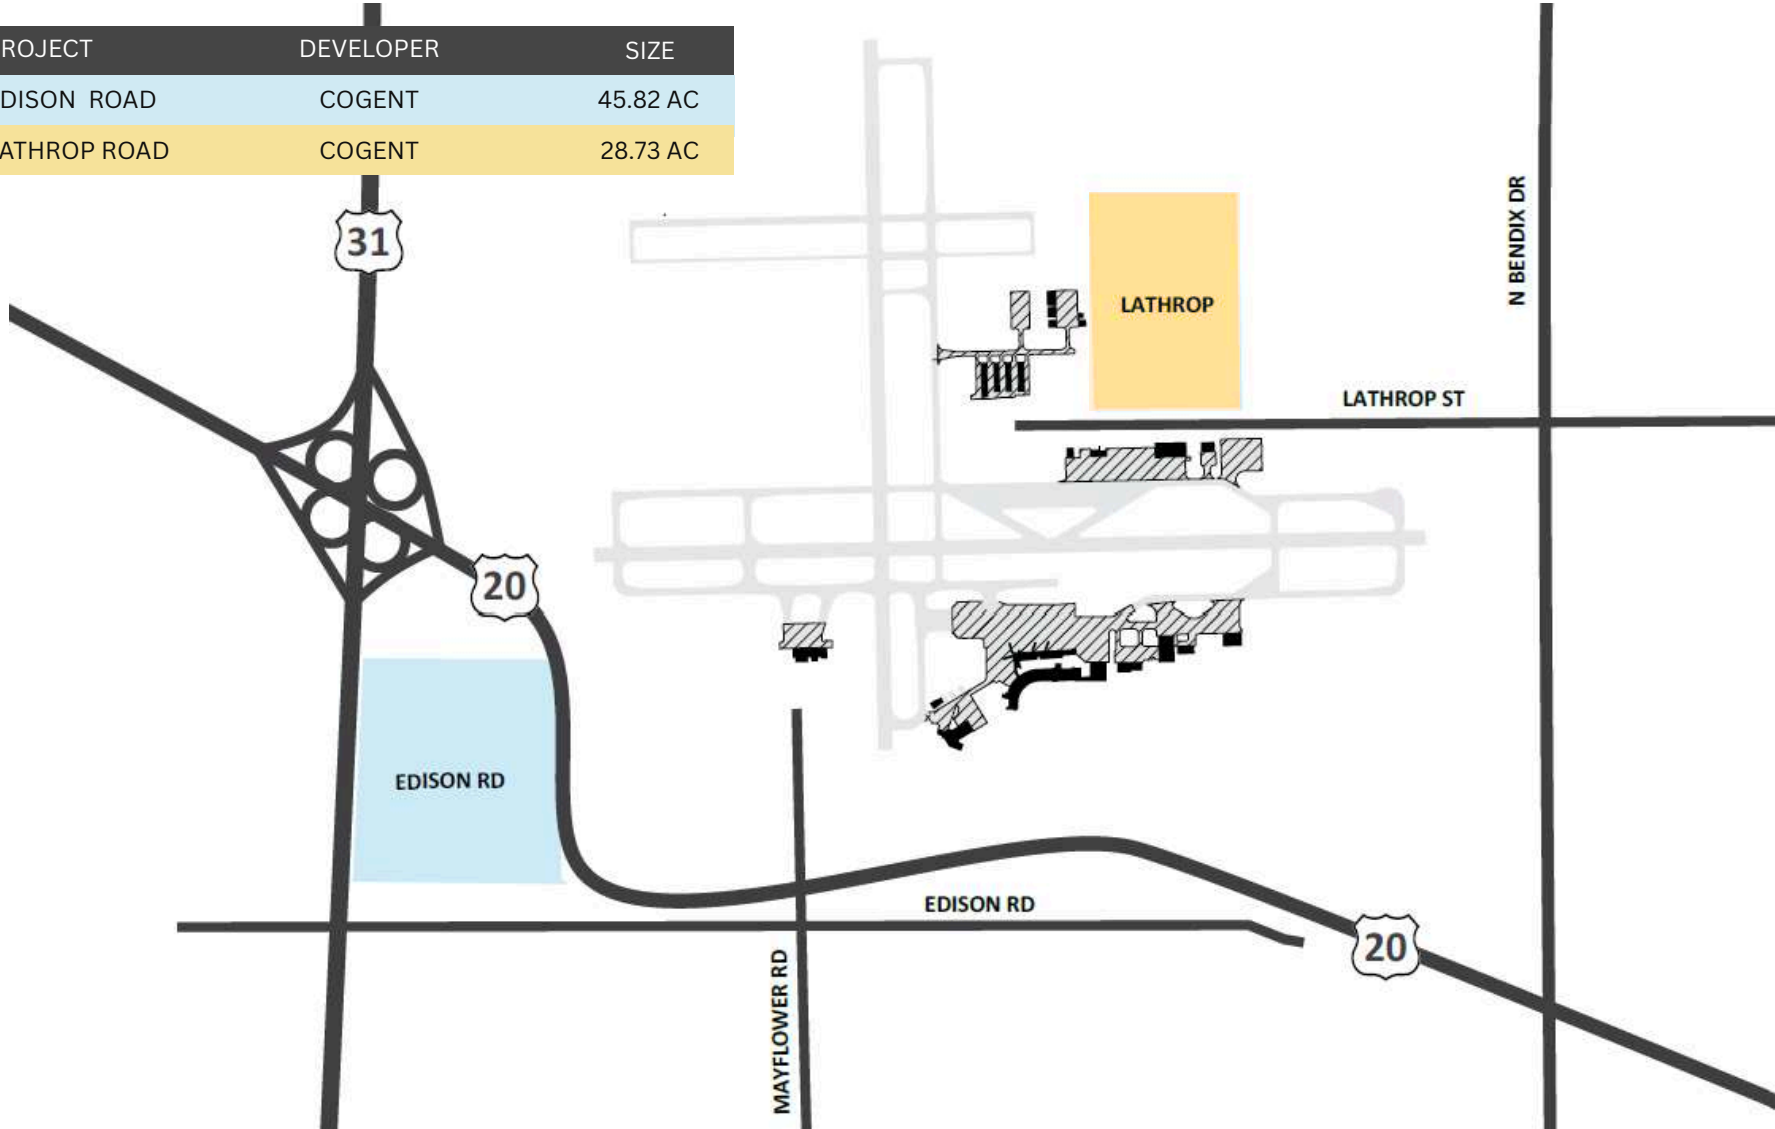 ROJECT DEVELOPER SIZE
DISON ROAD COGENT 45.82 AC
ATHROP ROAD COGENT 28.73 AC
31
N BENDIX DR
LATHROP
LATHROP ST
20
EDISON RD
EDISON RD
20
MAYFLOWER RD